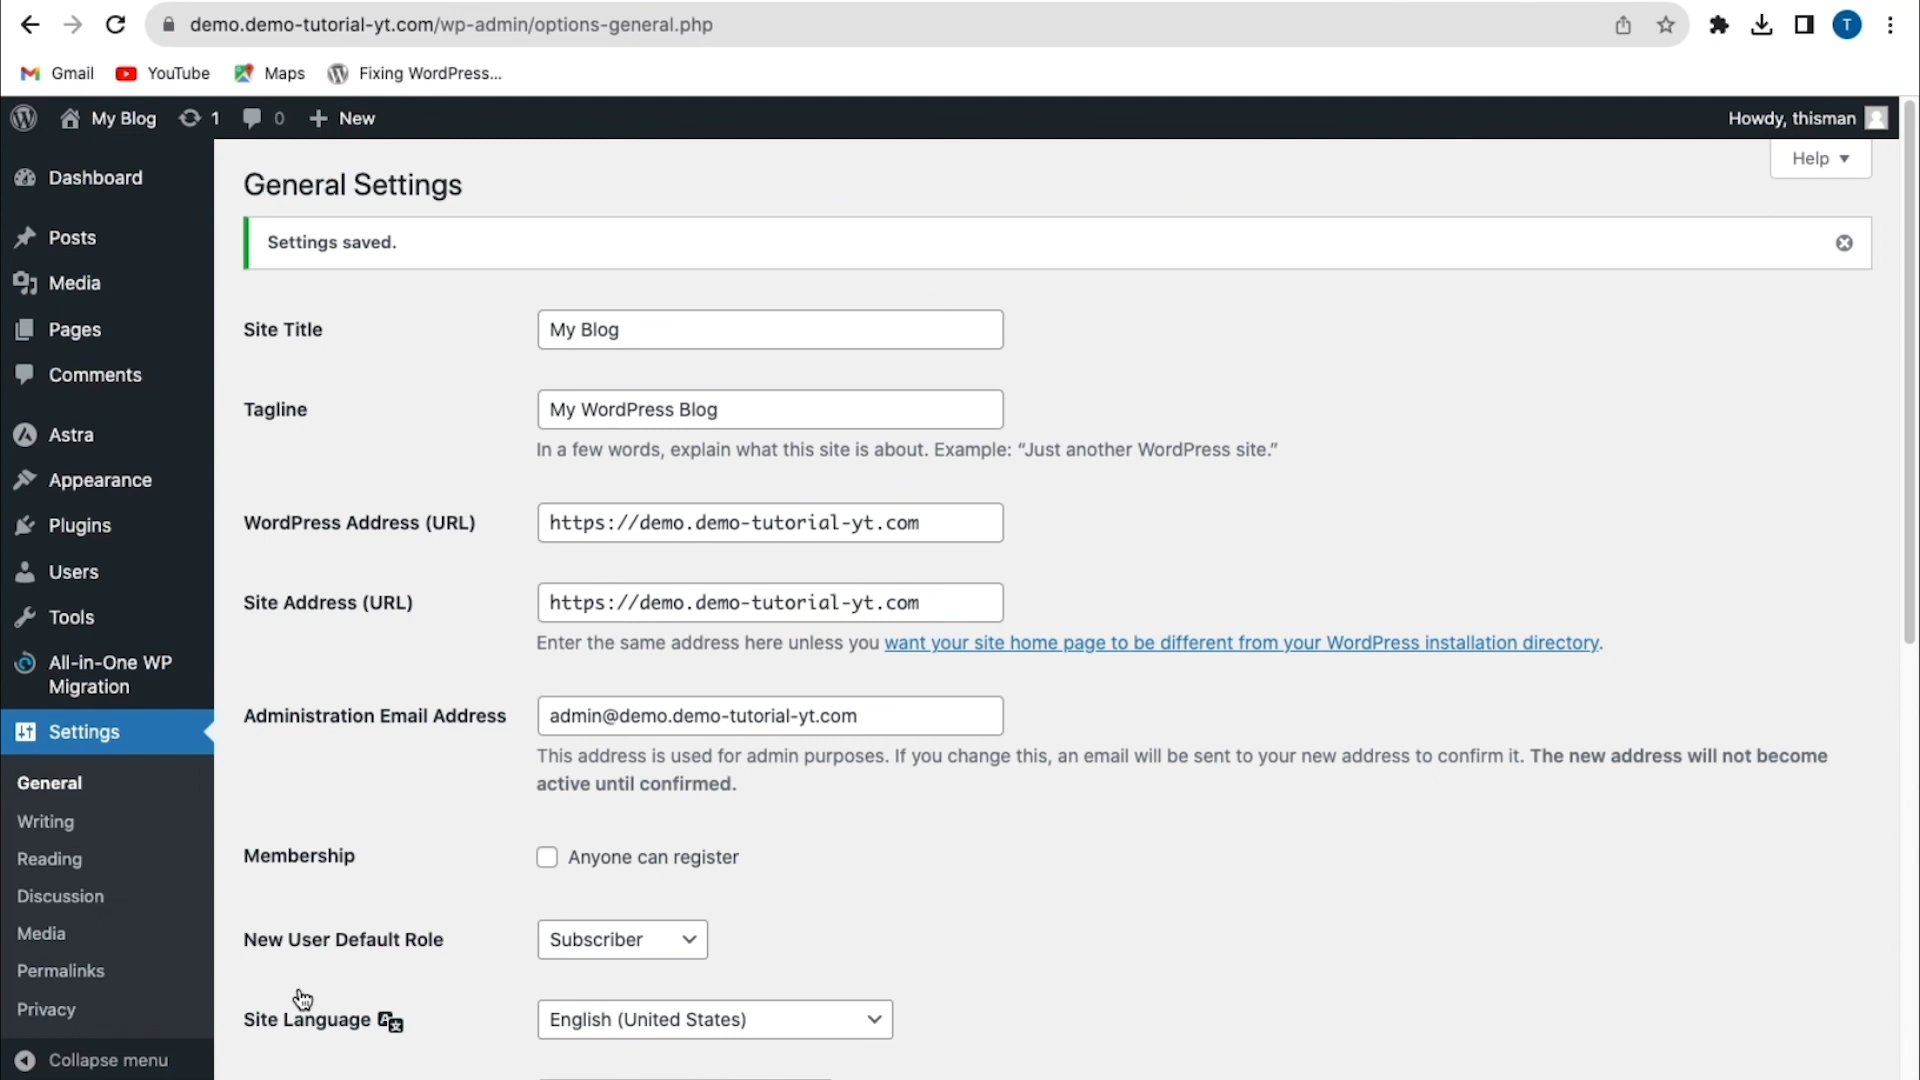 demo.demo-tutorial-yt.com/wp-admin/options-general.php
T
Gmail
YouTube
Maps
Fixing WordPress...
My Blog
1
0
New
Howdy, thisman
Dashboard
Posts
Media
Pages
Comments
Astra
Appearance
Plugins
Users
Tools
All-in-One WP
Migration
Settings
General
Writing
Reading
Discussion
Media
Permalinks
Privacy
Collapse menu
Help
General Settings
Settings saved.
Site Title
My Blog
Tagline
My WordPress Blog
In a few words, explain what this site is about. Example: “Just another WordPress site.”
WordPress Address (URL)
https://demo.demo-tutorial-yt.com
Site Address (URL)
https://demo.demo-tutorial-yt.com
Enter the same address here unless you want your site home page to be different from your WordPress installation directory.
Administration Email Address
admin@demo.demo-tutorial-yt.com
This address is used for admin purposes. If you change this, an email will be sent to your new address to confirm it. The new address will not become
active until confirmed.
Membership
Anyone can register
New User Default Role
Subscriber
Site Language
English (United States)